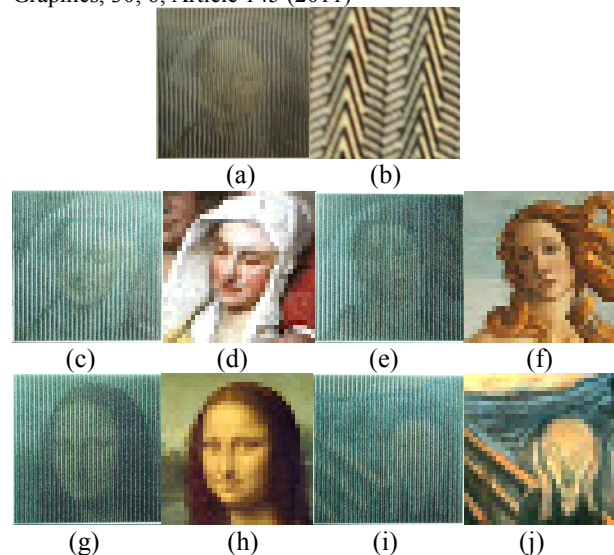 Graphics, 30, 6, Article 145 (2011)
(a) (b)
(c) (d) (e) (f)
(g) (h) (i) (j)